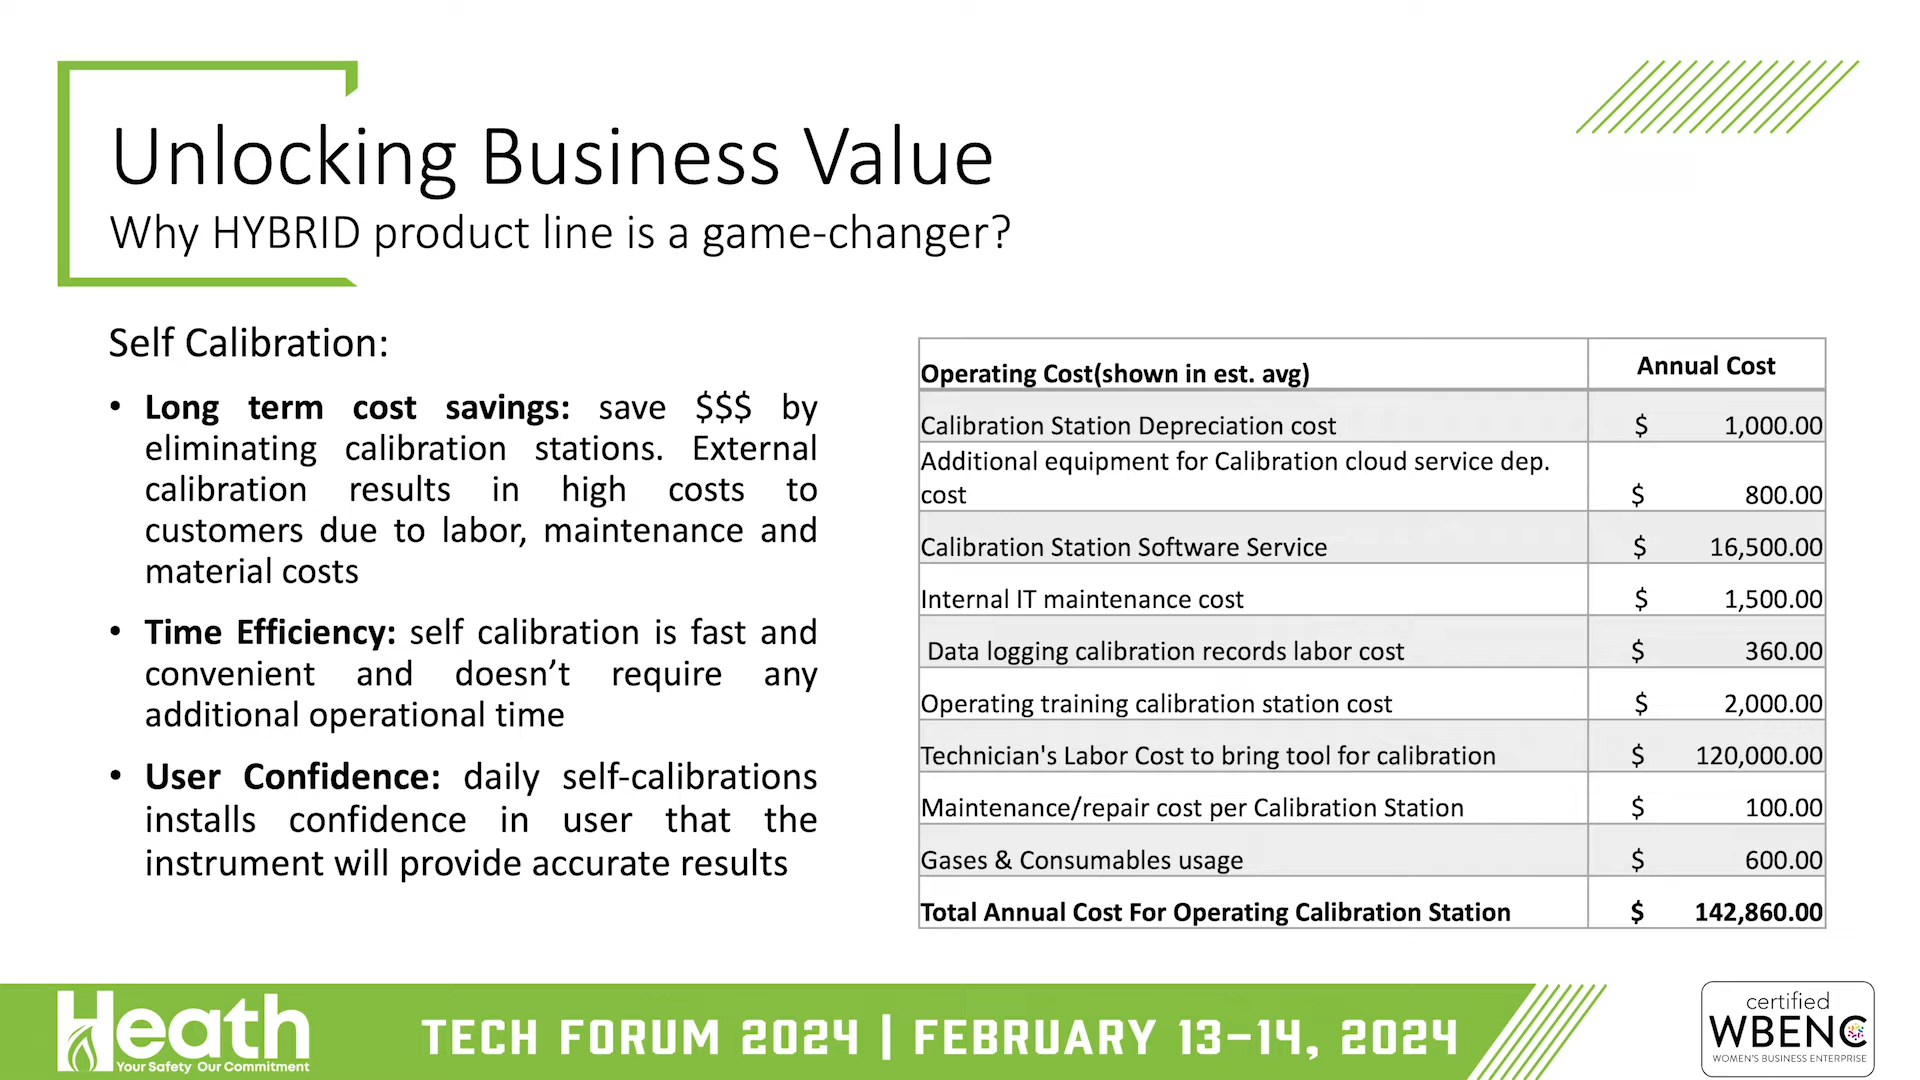 Unlocking Business Value
Why HYBRID product line is a game-changer?
Self Calibration:
• Long term cost savings: save $$$ by
eliminating calibration stations. External
calibration results in high costs to
customers due to labor, maintenance and
material costs
• Time Efficiency: self calibration is fast and
convenient and doesn’t require any
additional operational time
• User Confidence: daily self-calibrations
installs confidence in user that the
instrument will provide accurate results
Operating Cost(shown in est. avg) Annual Cost
Calibration Station Depreciation cost $ 1,000.00
Additional equipment for Calibration cloud service dep.
cost $ 800.00
Calibration Station Software Service $ 16,500.00
Internal IT maintenance cost $ 1,500.00
Data logging calibration records labor cost $ 360.00
Operating training calibration station cost $ 2,000.00
Technician's Labor Cost to bring tool for calibration $ 120,000.00
Maintenance/repair cost per Calibration Station $ 100.00
Gases & Consumables usage $ 600.00
Total Annual Cost For Operating Calibration Station $ 142,860.00
Heath
Your Safety Our Commitment
TECH FORUM 2024 | FEBRUARY 13–14, 2024
certified
WBENC
WOMEN'S BUSINESS ENTERPRISE